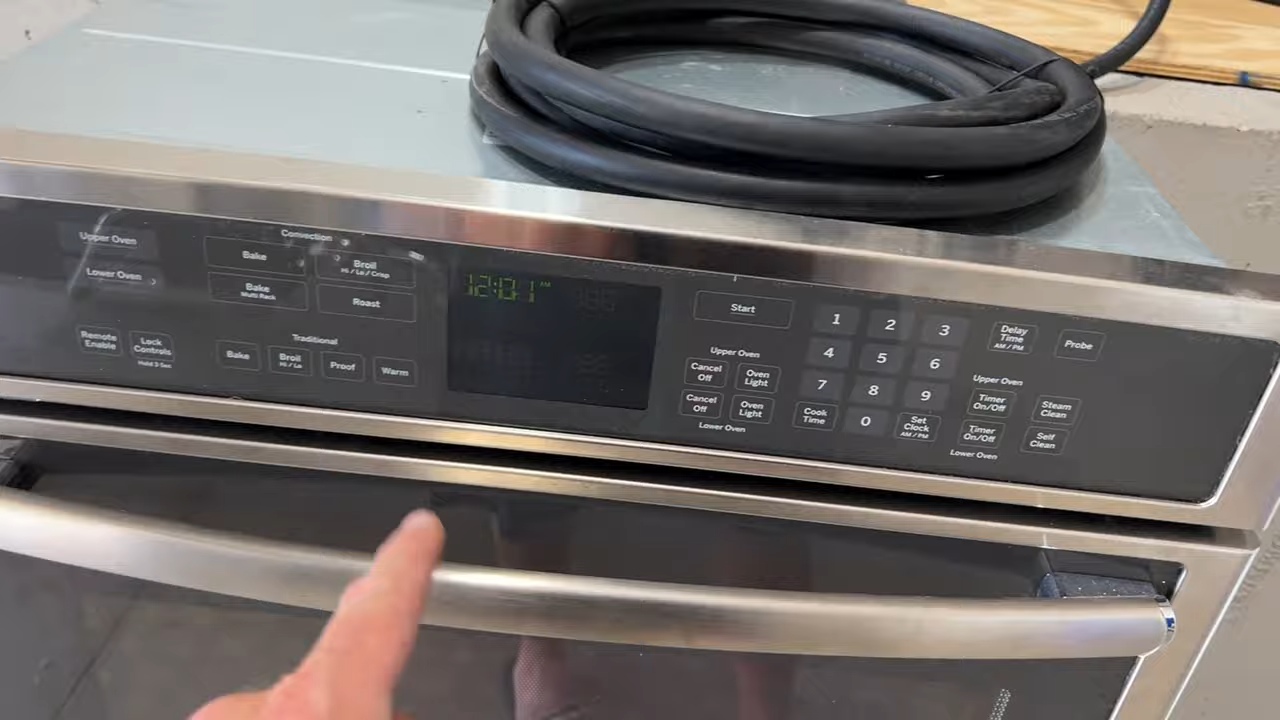 Upper Oven
Lower Oven
Remote
Enable
Lock
Controls
Hold 3 Sec
Convection
Bake
Broil
Hi / Lo / Crisp
Bake
Multi Rack
Roast
Traditional
Bake
Broil
Hi / Lo
Proof
Warm
AM
Start
Upper Oven
Cancel
Off
Oven
Light
Cancel
Off
Oven
Light
Lower Oven
1 2 3
4 5 6
7 8 9
Cook
Time
0
Set
Clock
AM / PM
Delay
Time
AM / PM
Probe
Upper Oven
Timer
On/Off
Steam
Clean
Timer
On/Off
Self
Clean
Lower Oven